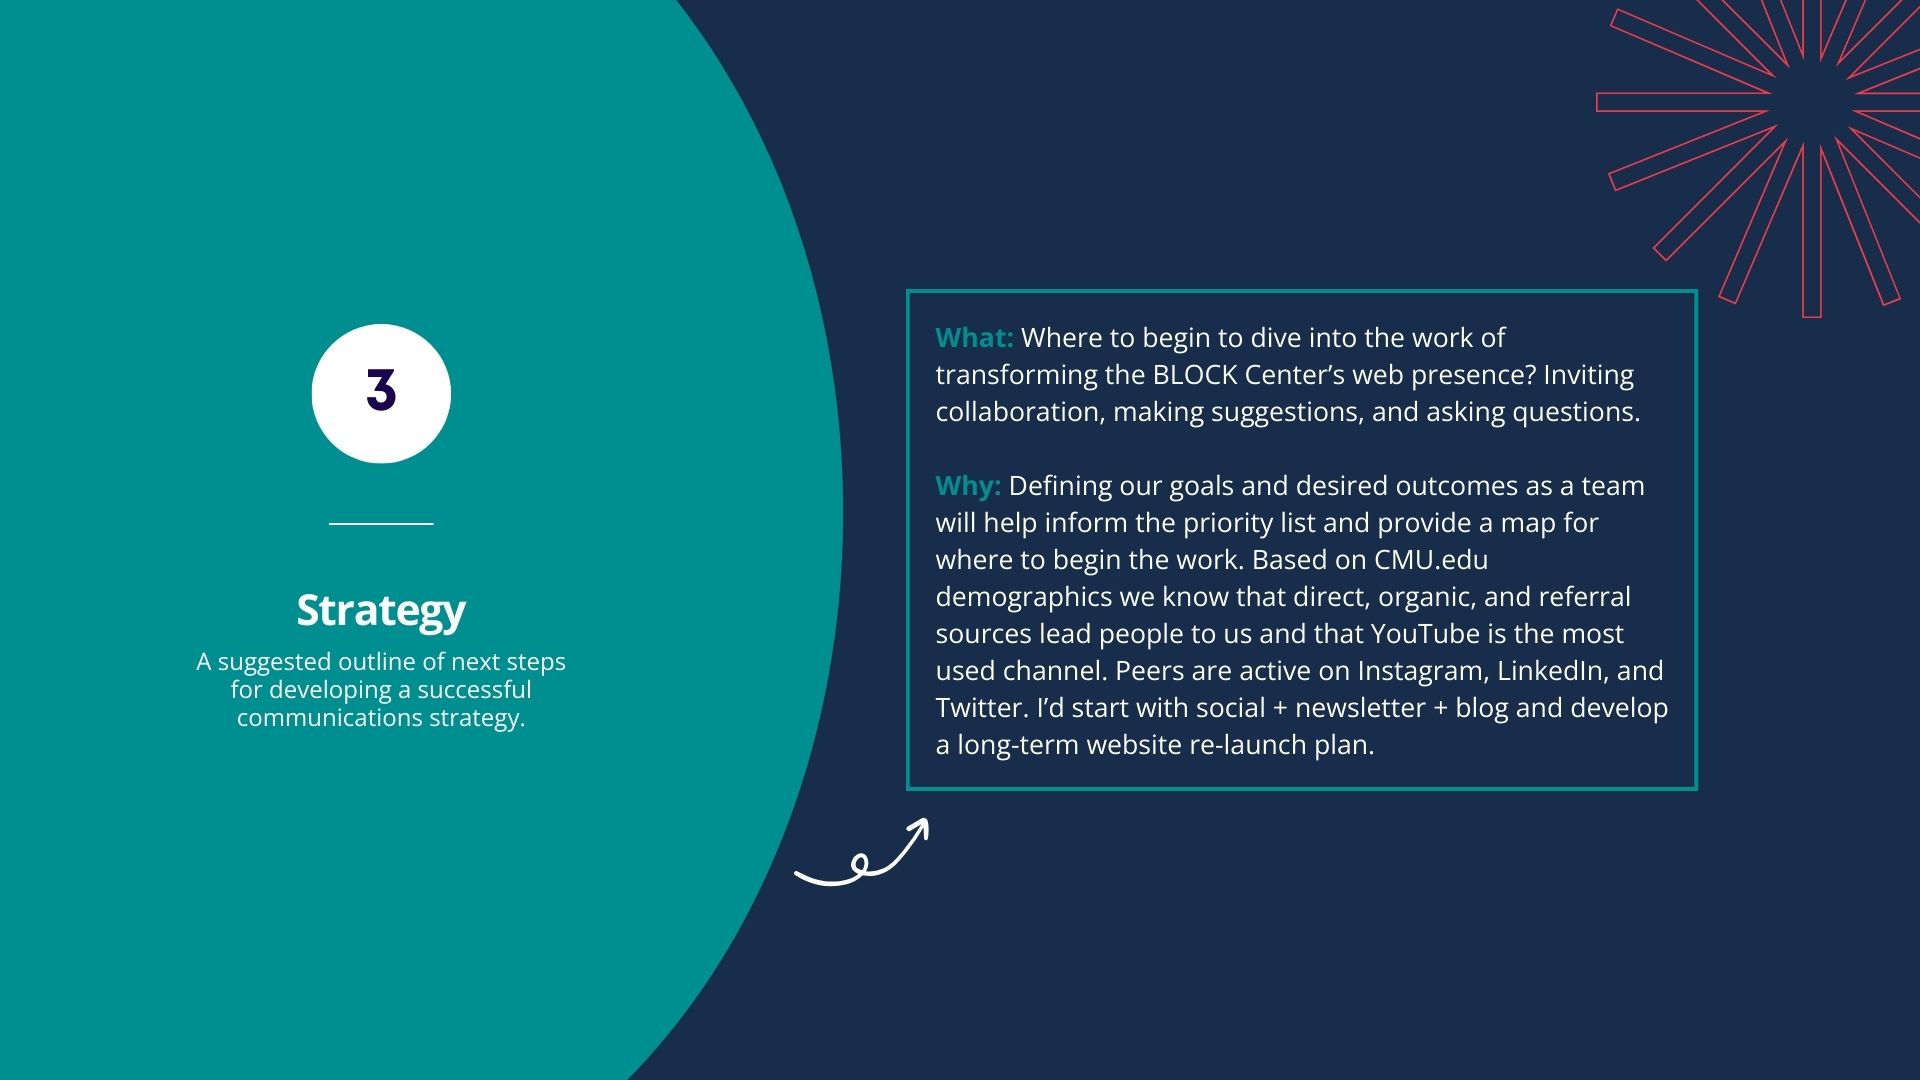 3
Strategy
A suggested outline of next steps
for developing a successful
communications strategy.
What: Where to begin to dive into the work of
transforming the BLOCK Center’s web presence? Inviting
collaboration, making suggestions, and asking questions.
Why: Defining our goals and desired outcomes as a team
will help inform the priority list and provide a map for
where to begin the work. Based on CMU.edu
demographics we know that direct, organic, and referral
sources lead people to us and that YouTube is the most
used channel. Peers are active on Instagram, LinkedIn, and
Twitter. I’d start with social + newsletter + blog and develop
a long-term website re-launch plan.